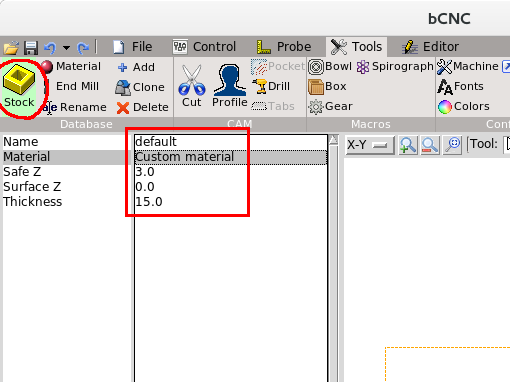 bCNC
File Control Probe Tools Editor
Material Add Pocket Bowl Spirograph Machine
End Mill Clone Drill Box Fonts
Stock Rename Delete Cut Profile Tabs Gear Colors
Database CAM Macros
Name default
Material Custom material
Safe Z 3.0
Surface Z 0.0
Thickness 15.0
X-Y Tool: